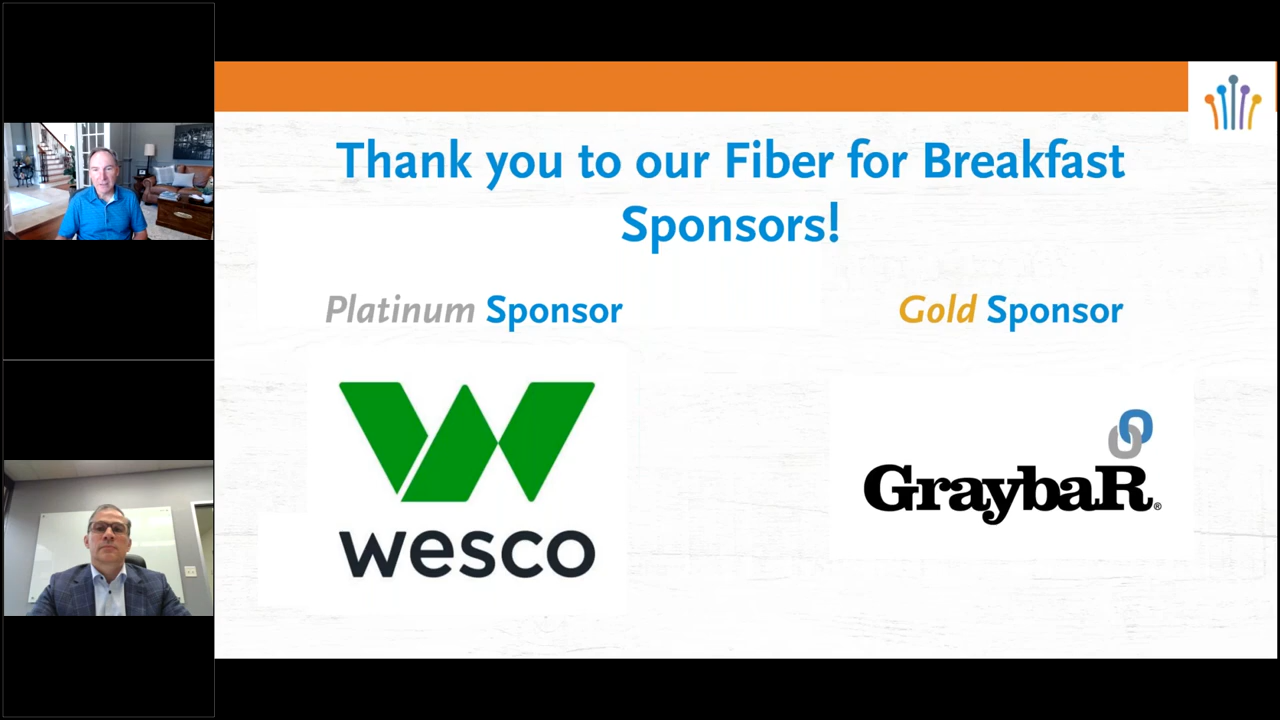 Thank you to our Fiber for Breakfast
Sponsors!
Platinum Sponsor
Gold Sponsor
wesco
GraybaR®